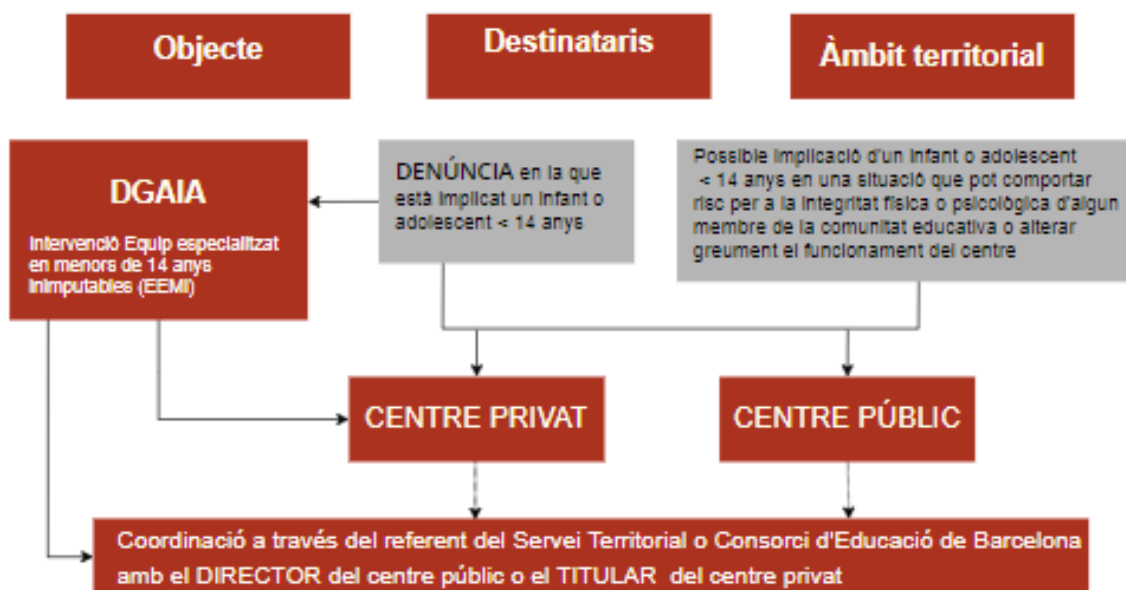 Objecte
Destinataris
Àmbit territorial
DGAIA
Intervenció Equip especialitzat
en menors de 14 anys
Inimputables (EEMI)
DENÚNCIA en la que
està implicat un infant o
adolescent < 14 anys
Possible implicació d'un infant o adolescent
< 14 anys en una situació que pot comportar
risc per a la integritat física o psicològica d'algun
membre de la comunitat educativa o alterar
greument el funcionament del centre
CENTRE PRIVAT
CENTRE PÚBLIC
Coordinació a través del referent del Servei Territorial o Consorci d'Educació de Barcelona
amb el DIRECTOR del centre públic o el TITULAR del centre privat